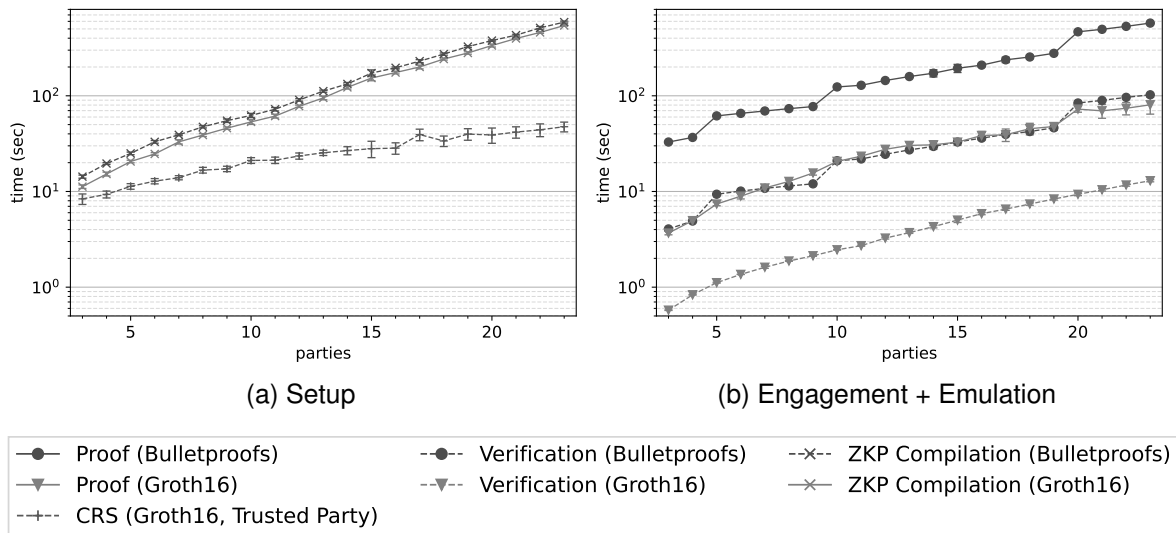 10²
10¹
10⁰
time (sec)
5
10
15
20
parties
(a) Setup
10²
10¹
10⁰
time (sec)
5
10
15
20
parties
(b) Engagement + Emulation
Proof (Bulletproofs)
Verification (Bulletproofs)
ZKP Compilation (Bulletproofs)
Proof (Groth16)
Verification (Groth16)
ZKP Compilation (Groth16)
CRS (Groth16, Trusted Party)